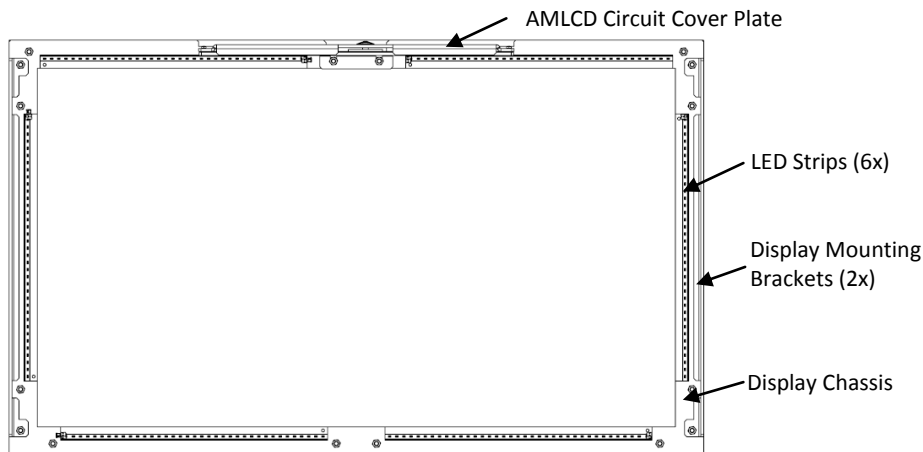 AMLCD Circuit Cover Plate
LED Strips (6x)
Display Mounting
Brackets (2x)
Display Chassis